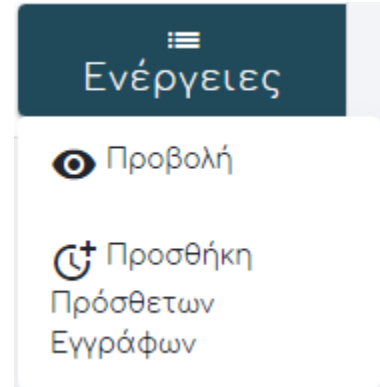 Ενέργειες
Προβολή
Προσθήκη
Πρόσθετων
Εγγράφων